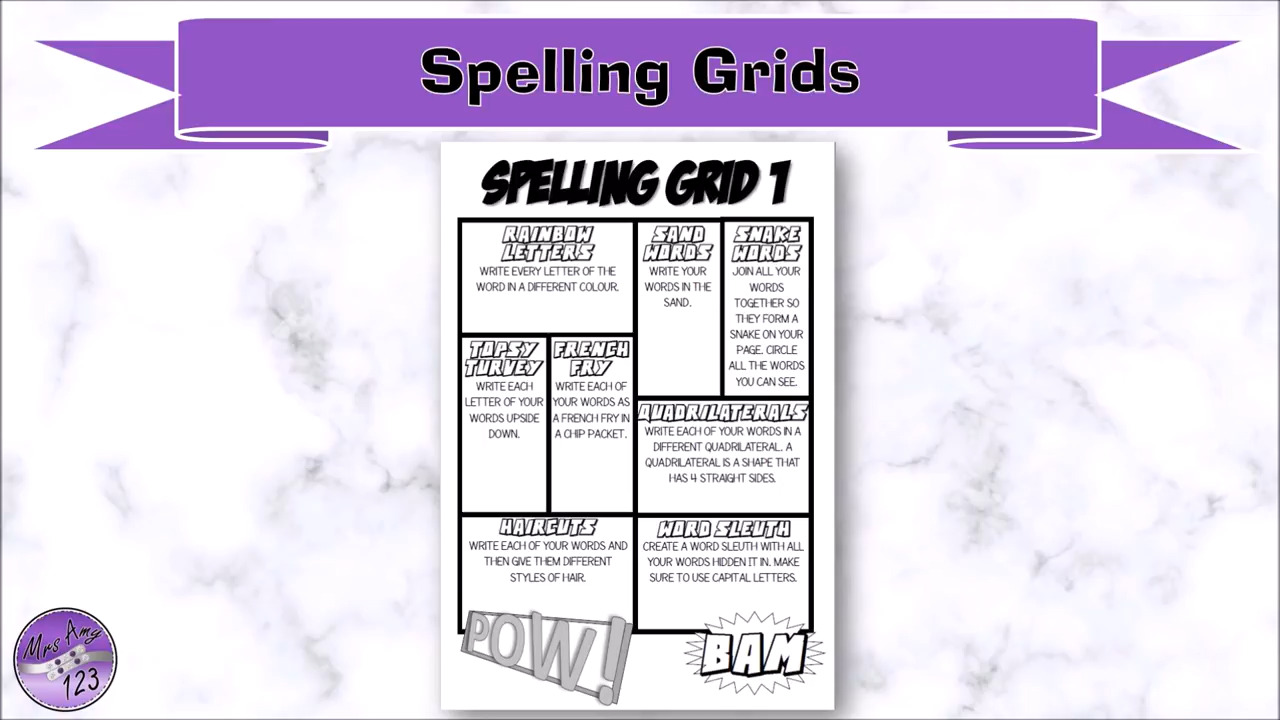 Spelling Grids
SPELLING GRID 1
RAINBOW
LETTERS
WRITE EVERY LETTER OF THE
WORD IN A DIFFERENT COLOUR.
SAND
WORDS
WRITE YOUR
WORDS IN THE
SAND.
SNAKE
WORDS
JOIN ALL YOUR
WORDS
TOGETHER SO
THEY FORM A
SNAKE ON YOUR
PAGE. CIRCLE
ALL THE WORDS
YOU CAN SEE.
TOPSY
TURVEY
WRITE EACH
LETTER OF YOUR
WORDS UPSIDE
DOWN.
FRENCH
FRY
WRITE EACH OF
YOUR WORDS AS
A FRENCH FRY IN
A CHIP PACKET.
QUADRILATERALS
WRITE EACH OF YOUR WORDS IN A
DIFFERENT QUADRILATERAL. A
QUADRILATERAL IS A SHAPE THAT
HAS 4 STRAIGHT SIDES.
HAIRCUTS
WRITE EACH OF YOUR WORDS AND
THEN GIVE THEM DIFFERENT
STYLES OF HAIR.
WORD SLEUTH
CREATE A WORD SLEUTH WITH ALL
YOUR WORDS HIDDEN IT IN. MAKE
SURE TO USE CAPITAL LETTERS.
POW!
BAM
Mrs Amy
123